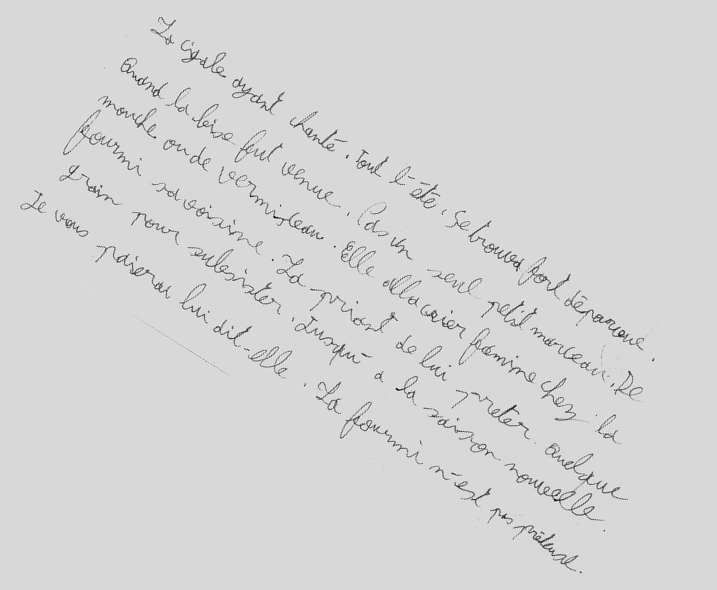 La cigale ayant chanté. Tout l'été. Se trouva fort dépourvue.
Quand la bise fut venue. Pas un seul petit morceau. De
mouche ou de vermisseau. Elle alla crier famine chez la
fourmi sa voisine. La priant de lui prêter quelque
grain pour subsister. Jusqu'à la saison nouvelle.
Je vous paierai lui dit-elle. La fourmi n'est pas prêteuse.